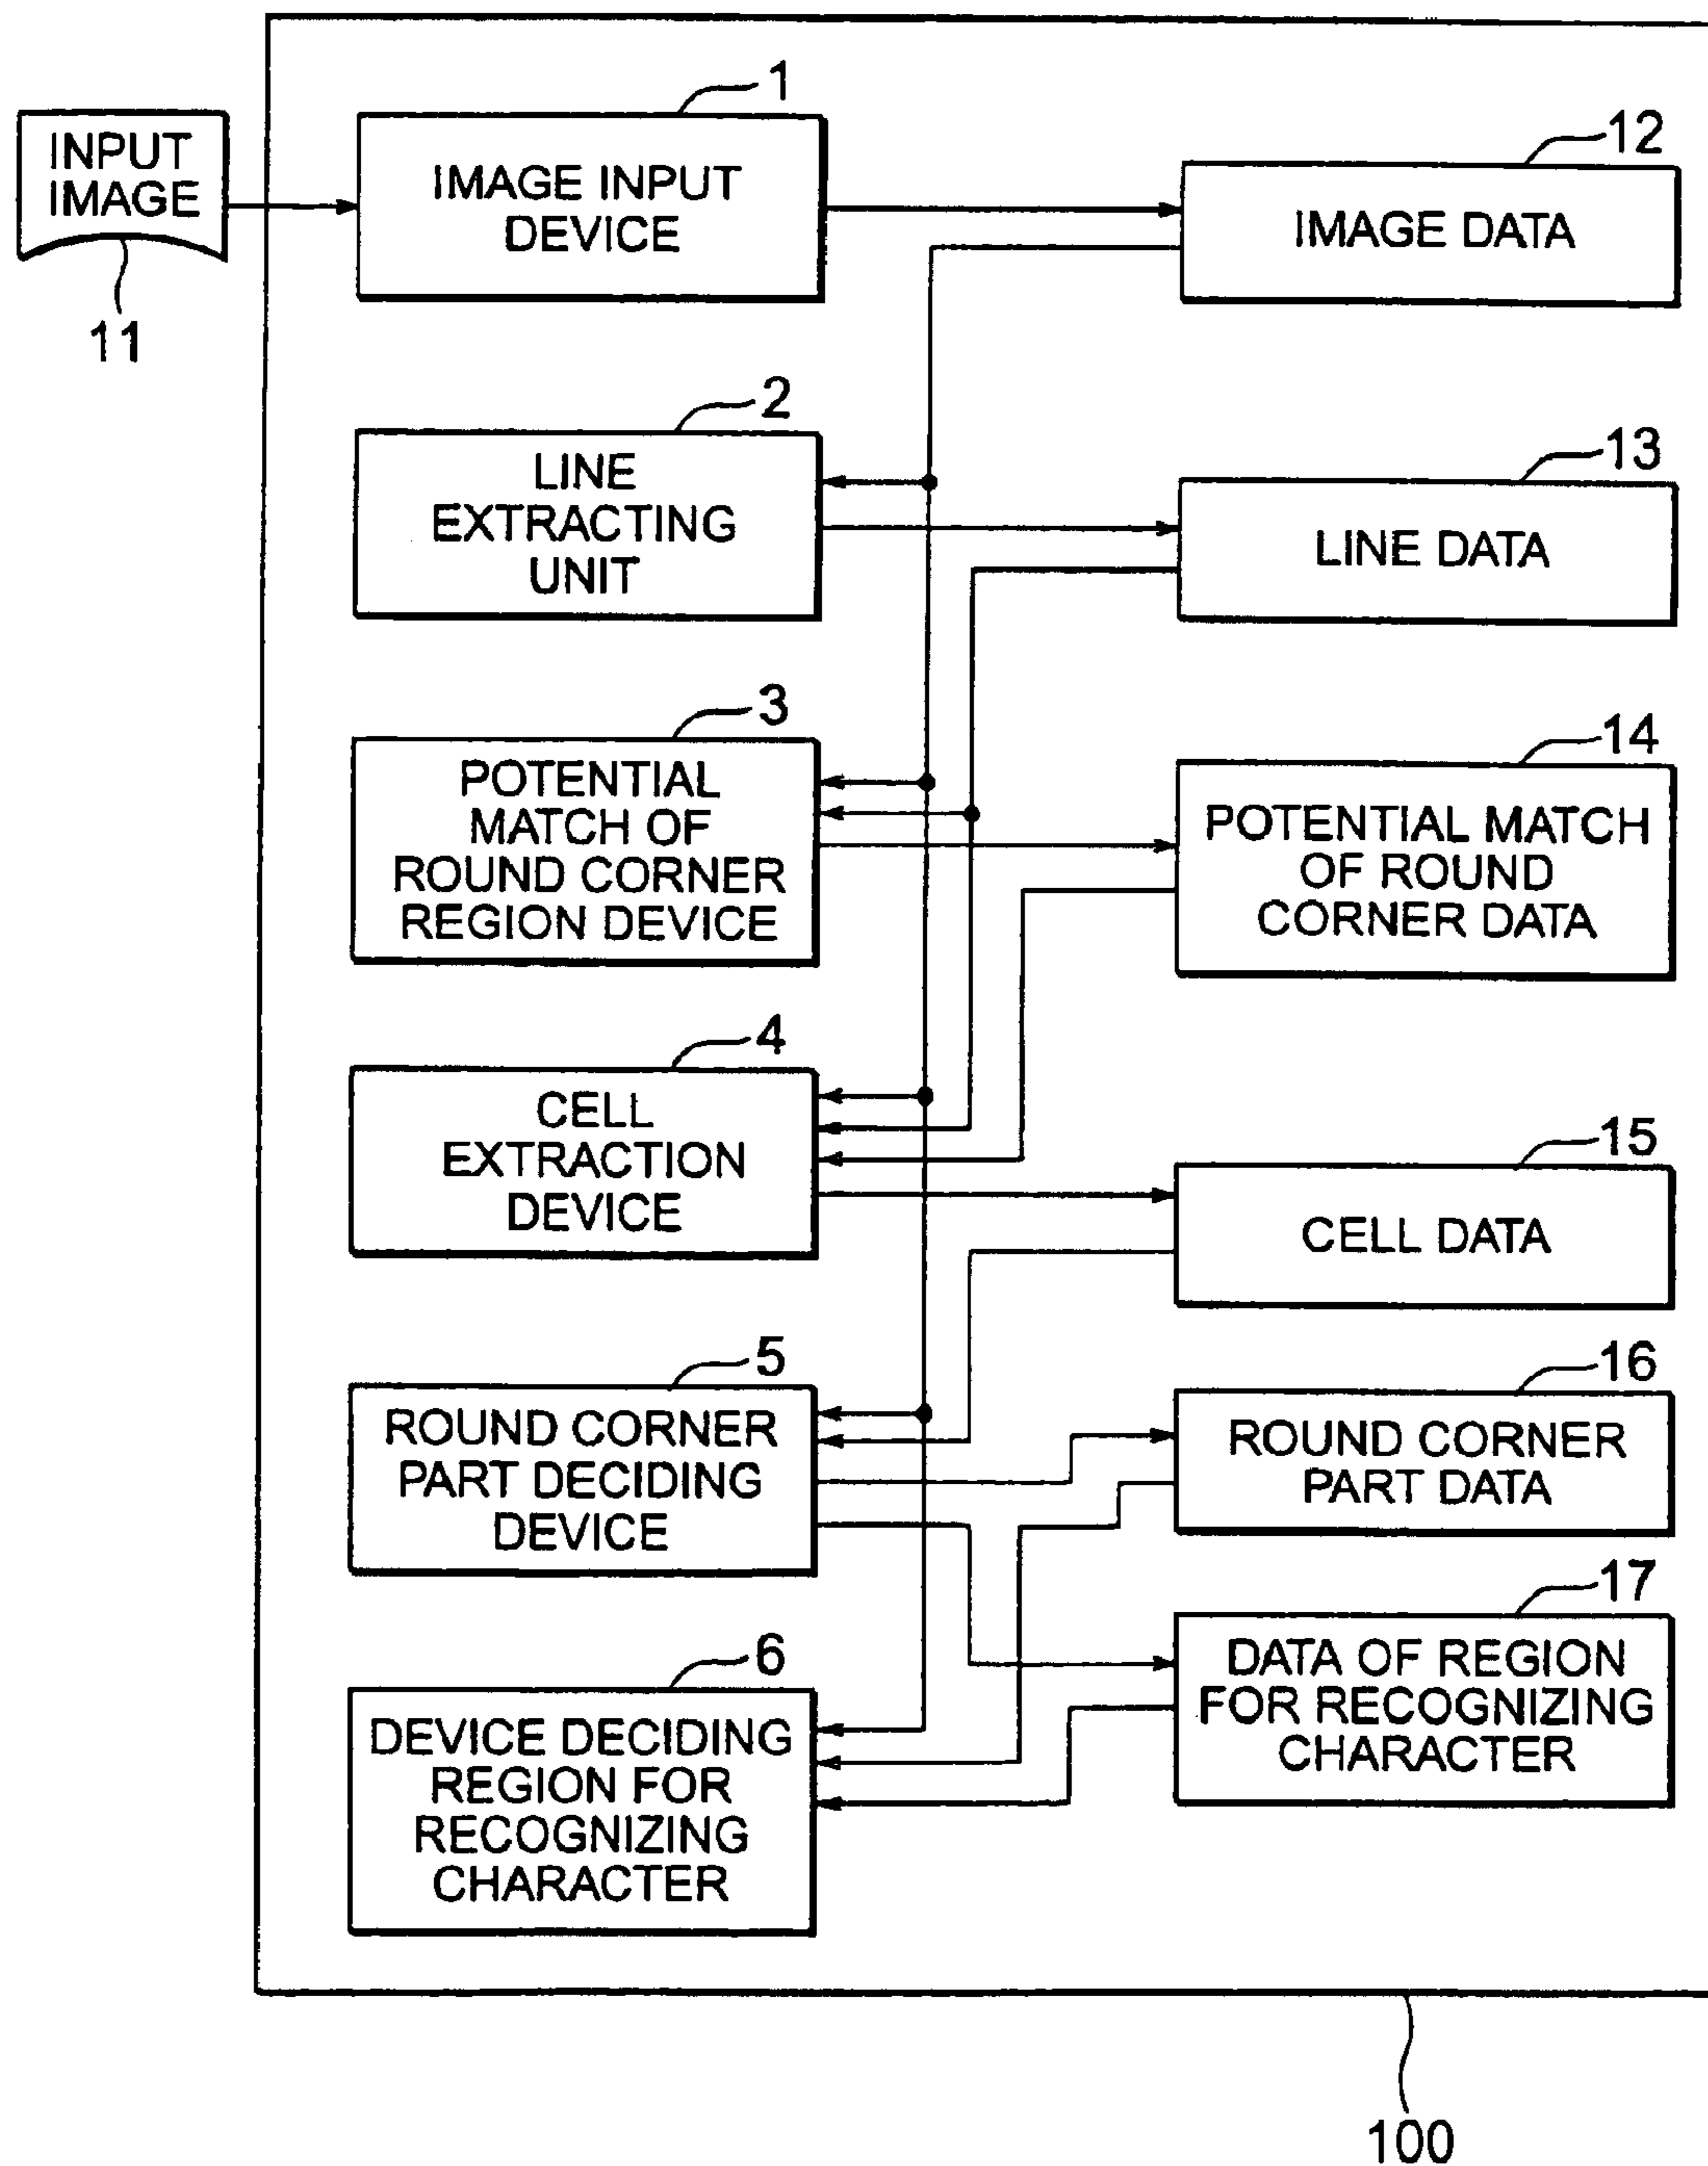 1
INPUT
IMAGE
11
IMAGE INPUT
DEVICE
12
IMAGE DATA
2
LINE
EXTRACTING
UNIT
13
LINE DATA
3
POTENTIAL
MATCH OF
ROUND CORNER
REGION DEVICE
14
POTENTIAL MATCH
OF ROUND
CORNER DATA
4
CELL
EXTRACTION
DEVICE
15
CELL DATA
5
ROUND CORNER
PART DECIDING
DEVICE
16
ROUND CORNER
PART DATA
6
DEVICE DECIDING
REGION FOR
RECOGNIZING
CHARACTER
17
DATA OF REGION
FOR RECOGNIZING
CHARACTER
100